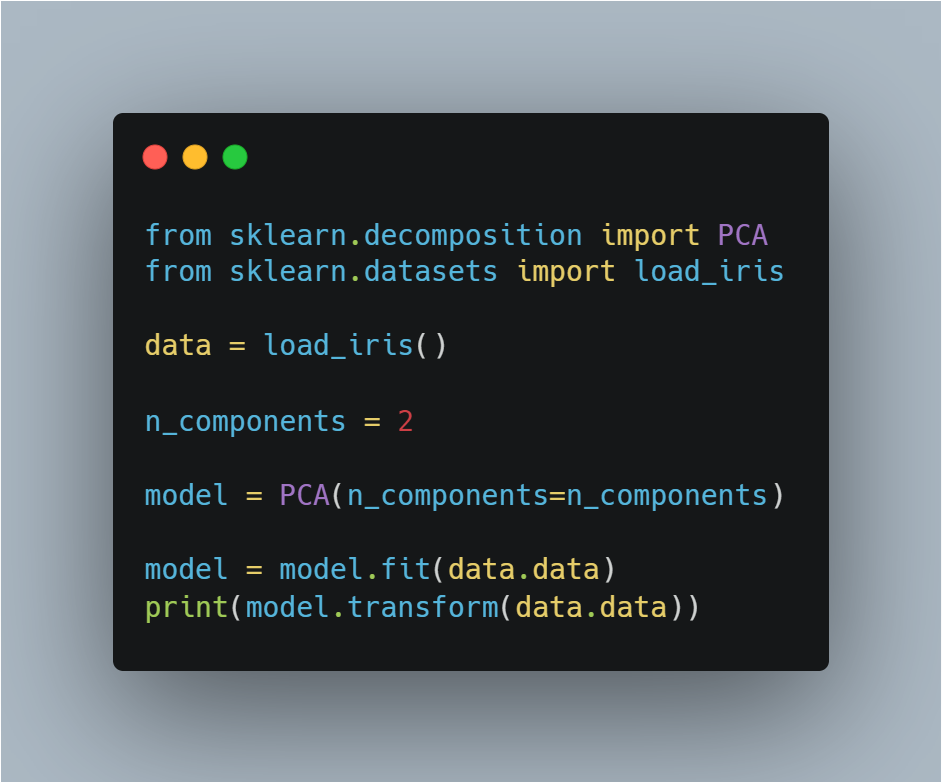 from sklearn.decomposition import PCA
from sklearn.datasets import load_iris
data = load_iris()
n_components = 2
model = PCA(n_components=n_components)
model = model.fit(data.data)
print(model.transform(data.data))